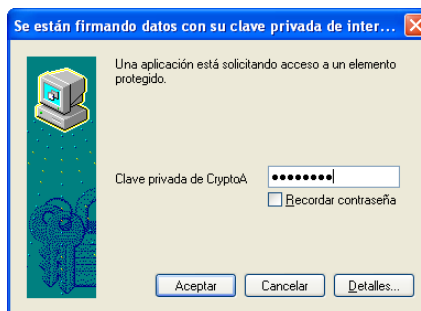 Se están firmando datos con su clave privada de inter...
Una aplicación está solicitando acceso a un elemento
protegido.
Clave privada de CryptoA
●●●●●●●●
Recordar contraseña
Aceptar
Cancelar
Detalles...